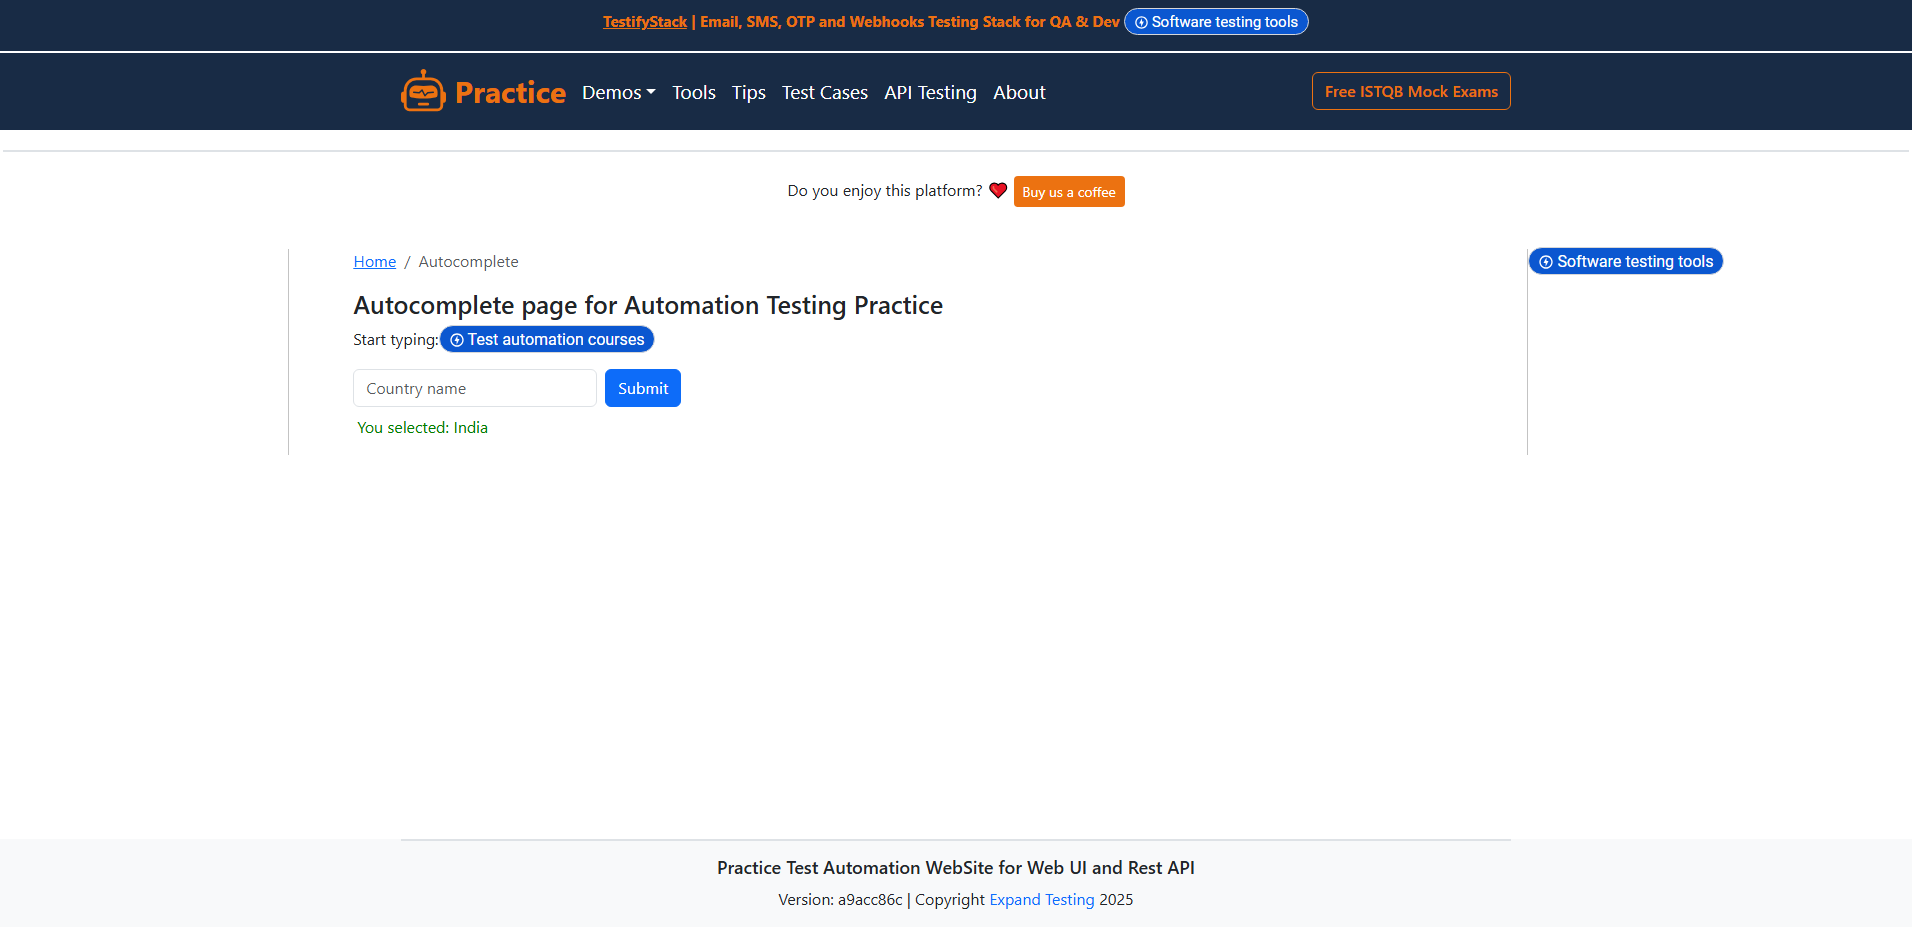 TestifyStack | Email, SMS, OTP and Webhooks Testing Stack for QA & Dev Software testing tools
Practice Demos Tools Tips Test Cases API Testing About Free ISTQB Mock Exams
Do you enjoy this platform? Buy us a coffee
Home / Autocomplete
Software testing tools
Autocomplete page for Automation Testing Practice
Start typing: Test automation courses
Country name Submit
You selected: India
Practice Test Automation WebSite for Web UI and Rest API
Version: a9acc86c | Copyright Expand Testing 2025